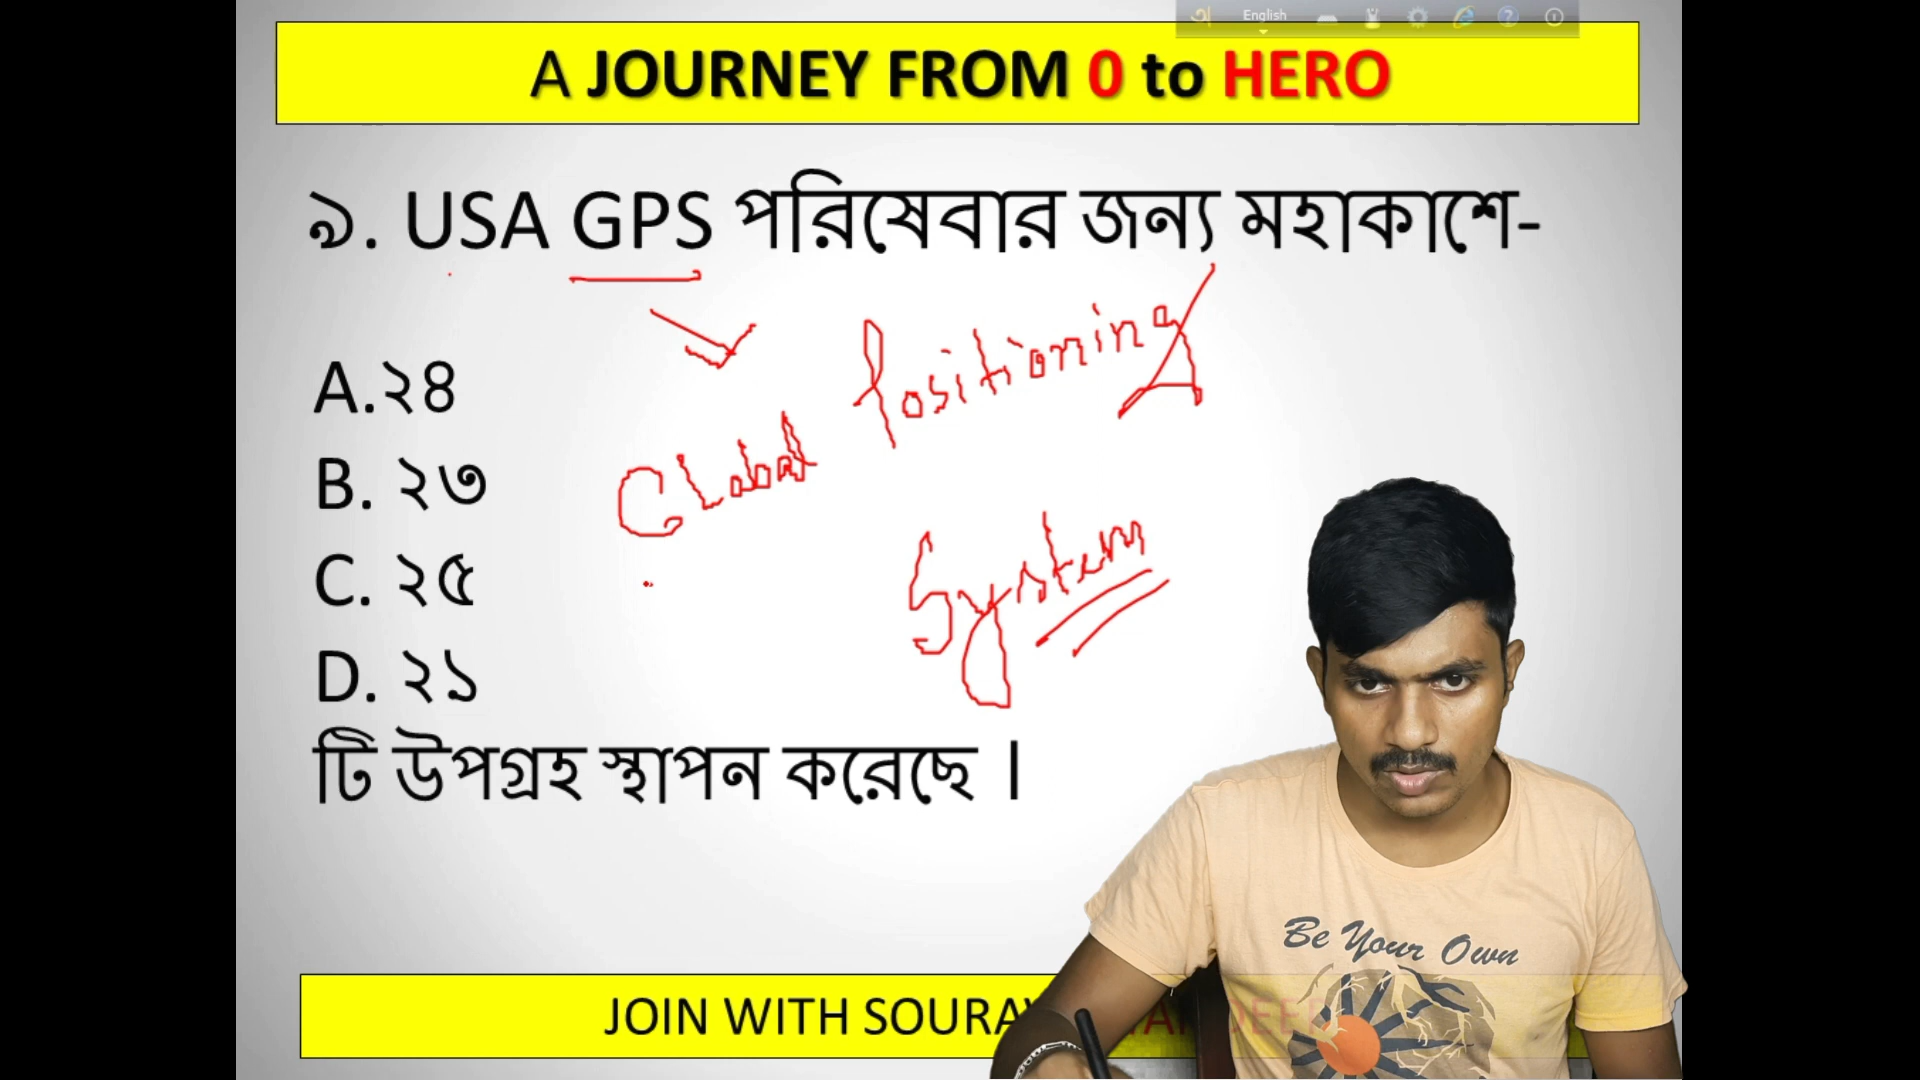 English
A JOURNEY FROM 0 to HERO
৯. USA GPS পরিষেবার জন্য মহাকাশে-
Global Positioning
System
A.২৪
B. ২৩
C. ২৫
D. ২১
টি উপগ্রহ স্থাপন করেছে ।
JOIN WITH
Be Your Own